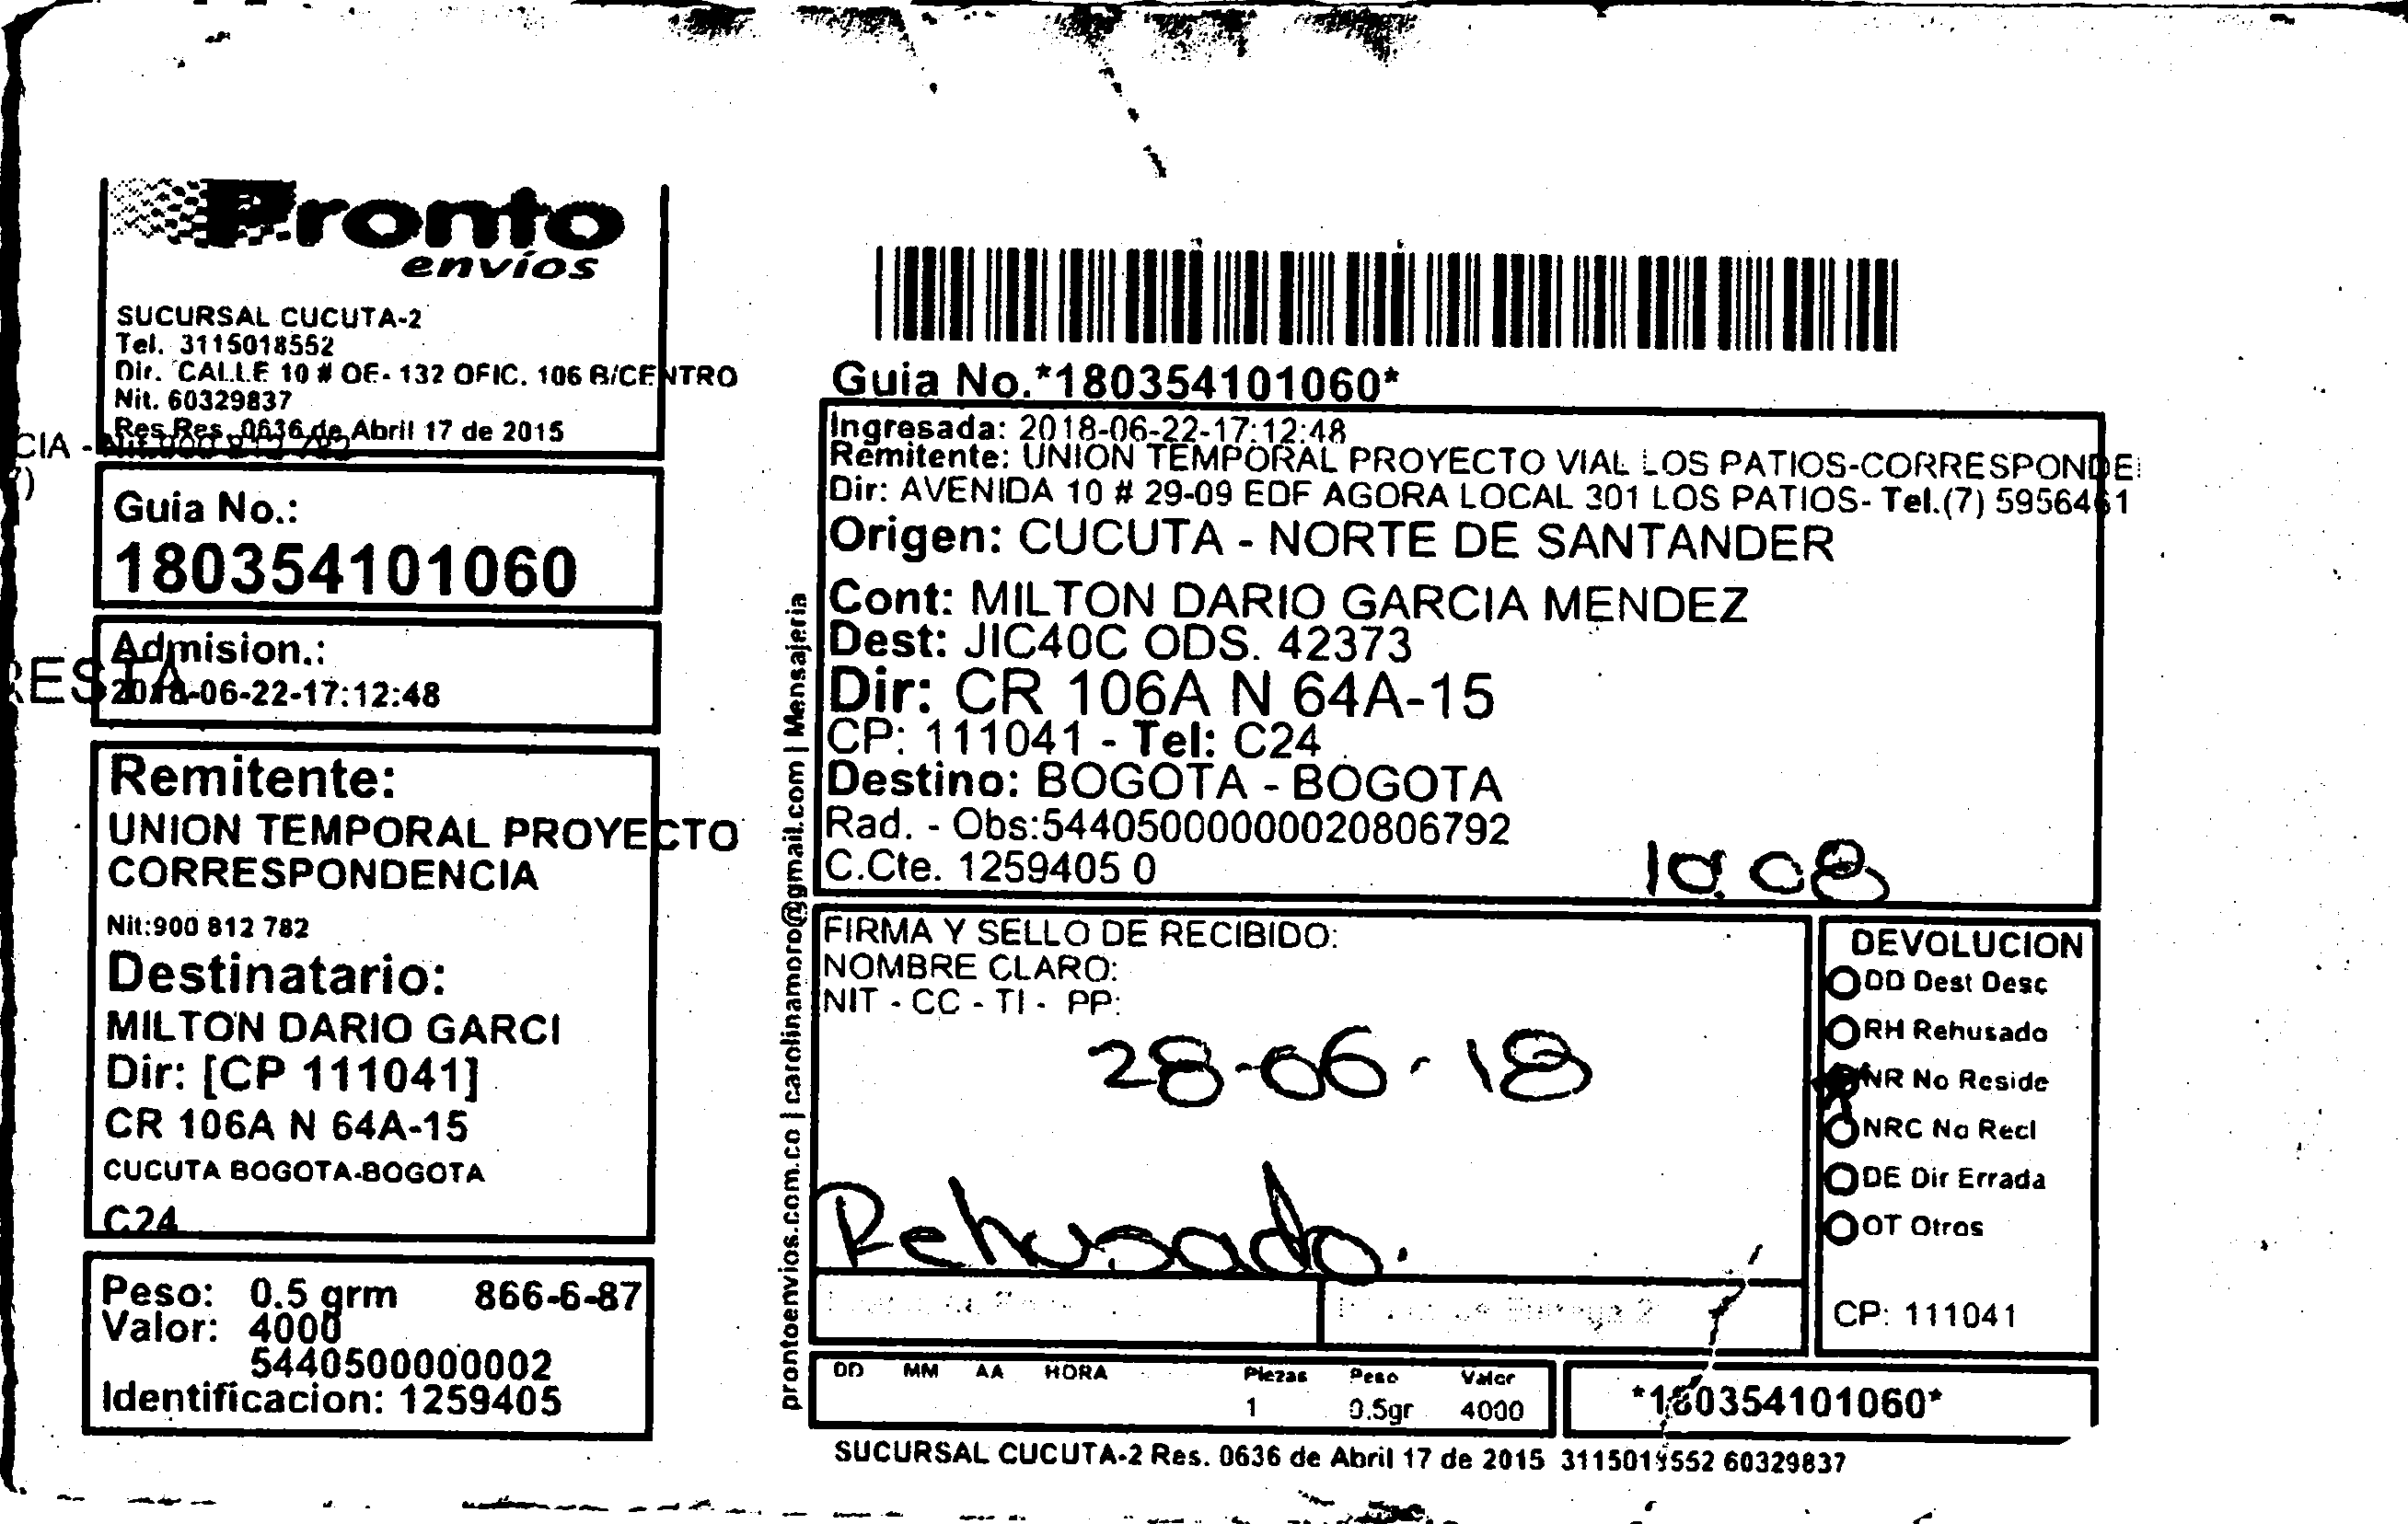 Pronto
envíos
SUCURSAL CUCUTA-2
Tel. 3115018552
Dir. CALLE 10 # OE- 132 OFIC. 106 B/CENTRO
Nit. 60329837
Res Res. 0636 de Abril 17 de 2015
CIA - Nit.900 812 782
7)
Guia No.:
180354101060
Admision.:
2018-06-22-17:12:48
RESTA
Remitente:
UNION TEMPORAL PROYECTO
CORRESPONDENCIA
Nit:900 812 782
Destinatario:
MILTON DARIO GARCI
Dir: [CP 111041]
CR 106A N 64A-15
CUCUTA BOGOTA-BOGOTA
C24
Peso: 0.5 grm 866-6-87
Valor: 4000
5440500000002
Identificacion: 1259405
prontoenvios.com.co | carolinamoro@gmail.com | Mensajeria
Guia No.*180354101060*
Ingresada: 2018-06-22-17:12:48
Remitente: UNION TEMPORAL PROYECTO VIAL LOS PATIOS-CORRESPONDE
Dir: AVENIDA 10 # 29-09 EDF AGORA LOCAL 301 LOS PATIOS- Tel.(7) 5956461
Origen: CUCUTA - NORTE DE SANTANDER
Cont: MILTON DARIO GARCIA MENDEZ
Dest: JIC40C ODS. 42373
Dir: CR 106A N 64A-15
CP: 111041 - Tel: C24
Destino: BOGOTA - BOGOTA
Rad. - Obs:544050000000020806792
C.Cte. 1259405 0
10:08
FIRMA Y SELLO DE RECIBIDO:
NOMBRE CLARO:
NIT - CC - TI - PP:
28-06-18
Rehusado.
DEVOLUCION
DD Dest Desc
RH Rehusado
NR No Reside
NRC No Recl
DE Dir Errada
OT Otros
CP: 111041
DD MM AA HORA Piezas Peso Valor
1 0.5gr 4000
*180354101060*
SUCURSAL CUCUTA-2 Res. 0636 de Abril 17 de 2015 3115018552 60329837